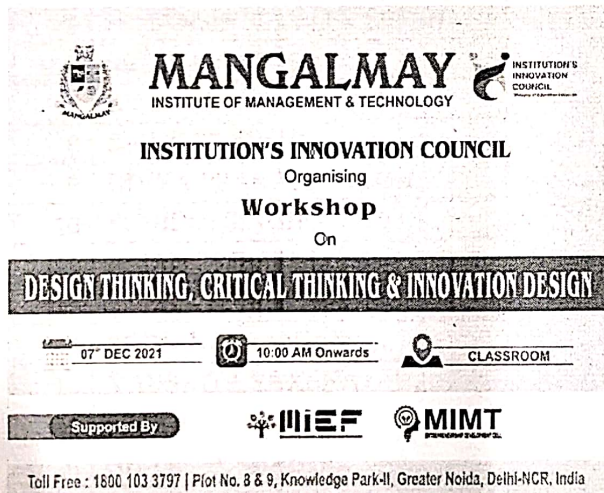 MANGALMAY
INSTITUTE OF MANAGEMENT & TECHNOLOGY
MANGALMAY
INSTITUTION'S
INNOVATION
COUNCIL
INSTITUTION'S INNOVATION COUNCIL
Organising
Workshop
On
DESIGN THINKING, CRITICAL THINKING & INNOVATION DESIGN
07" DEC 2021
10:00 AM Onwards
CLASSROOM
Supported By
MiEF
MIMT
Toll Free : 1800 103 3797 | Plot No. 8 & 9, Knowledge Park-II, Greater Noida, Delhi-NCR, India